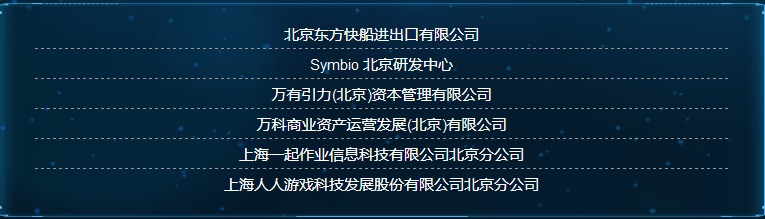 北京东方快船进出口有限公司
Symbio 北京研发中心
万有引力(北京)资本管理有限公司
万科商业资产运营发展(北京)有限公司
上海一起作业信息科技有限公司北京分公司
上海人人游戏科技发展股份有限公司北京分公司